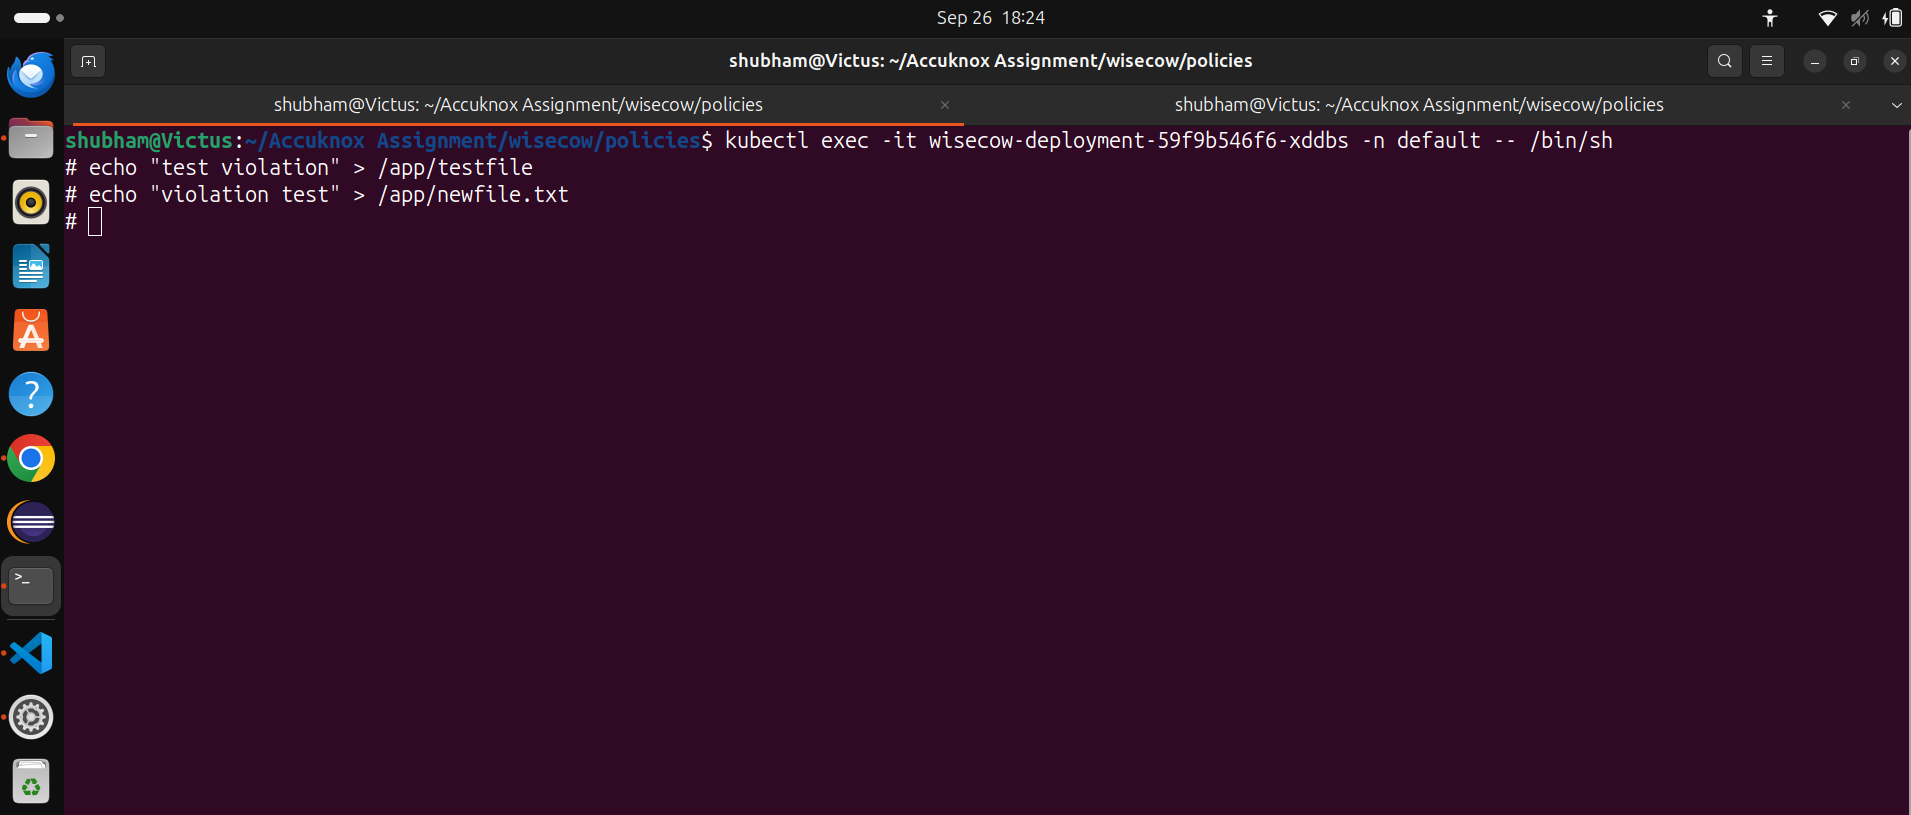 Sep 26 18:24
shubham@Victus: ~/Accuknox Assignment/wisecow/policies
shubham@Victus: ~/Accuknox Assignment/wisecow/policies
shubham@Victus: ~/Accuknox Assignment/wisecow/policies
shubham@Victus:~/Accuknox Assignment/wisecow/policies$ kubectl exec -it wisecow-deployment-59f9b546f6-xddbs -n default -- /bin/sh
# echo "test violation" > /app/testfile
# echo "violation test" > /app/newfile.txt
#